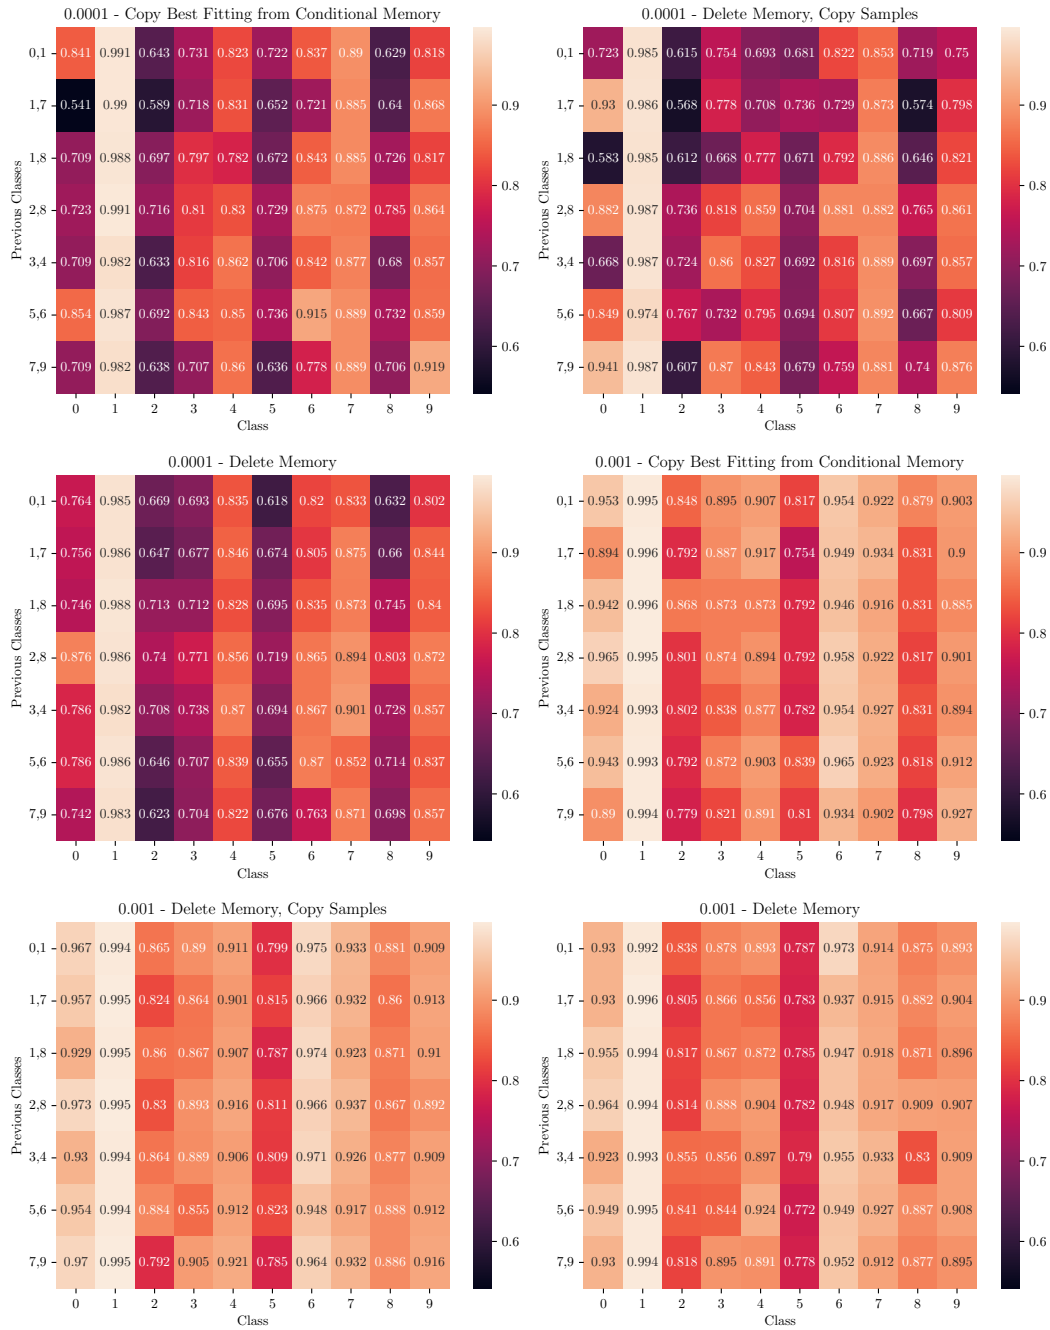 0.0001 - Copy Best Fitting from Conditional Memory
0,1 0.841 0.991 0.643 0.731 0.823 0.722 0.837 0.89 0.629 0.818
1,7 0.541 0.99 0.589 0.718 0.831 0.652 0.721 0.885 0.64 0.868
1.8 0.709 0.988 0.697 0.797 0.782 0.672 0.843 0.885 0.726 0.817
2.8 0.723 0.991 0.716 0.81 0.83 0.729 0.875 0.872 0.785 0.864
3,4 0.709 0.982 0.633 0.816 0.862 0.706 0.842 0.877 0.68 0.857
5.6 0.854 0.987 0.692 0.843 0.85 0.736 0.915 0.889 0.732 0.859
7.9 0.709 0.982 0.638 0.707 0.86 0.636 0.778 0.889 0.706 0.919
0 1 2 3 4 5 6 7 8 9
Class
Previous Classes
0.9
0.8
0.7
0.6
0.0001 - Delete Memory, Copy Samples
0,1 0.723 0.985 0.615 0.754 0.693 0.681 0.822 0.853 0.719 0.75
1,7 0.93 0.986 0.568 0.778 0.708 0.736 0.729 0.873 0.574 0.798
1.8 0.583 0.985 0.612 0.668 0.777 0.671 0.792 0.886 0.646 0.821
2.8 0.882 0.987 0.736 0.818 0.859 0.704 0.881 0.882 0.765 0.861
3,4 0.668 0.987 0.724 0.86 0.827 0.692 0.816 0.889 0.697 0.857
5.6 0.849 0.974 0.767 0.732 0.795 0.694 0.807 0.892 0.667 0.809
7.9 0.941 0.987 0.607 0.87 0.843 0.679 0.759 0.881 0.74 0.876
0 1 2 3 4 5 6 7 8 9
Class
Previous Classes
0.9
0.8
0.7
0.6
0.0001 - Delete Memory
0,1 0.764 0.985 0.669 0.693 0.835 0.618 0.82 0.833 0.632 0.802
1,7 0.756 0.986 0.647 0.677 0.846 0.674 0.805 0.875 0.66 0.844
1.8 0.746 0.988 0.713 0.712 0.828 0.695 0.835 0.873 0.745 0.84
2.8 0.876 0.986 0.74 0.771 0.856 0.719 0.865 0.894 0.803 0.872
3,4 0.786 0.982 0.708 0.738 0.87 0.694 0.867 0.901 0.728 0.857
5.6 0.786 0.986 0.646 0.707 0.839 0.655 0.87 0.852 0.714 0.837
7.9 0.742 0.983 0.623 0.704 0.822 0.676 0.763 0.871 0.698 0.857
0 1 2 3 4 5 6 7 8 9
Class
Previous Classes
0.9
0.8
0.7
0.6
0.001 - Copy Best Fitting from Conditional Memory
0,1 0.953 0.995 0.848 0.895 0.907 0.817 0.954 0.922 0.879 0.903
1,7 0.894 0.996 0.792 0.887 0.917 0.754 0.949 0.934 0.831 0.9
1.8 0.942 0.996 0.868 0.873 0.873 0.792 0.946 0.916 0.831 0.885
2.8 0.965 0.995 0.801 0.874 0.894 0.792 0.958 0.922 0.817 0.901
3,4 0.924 0.993 0.802 0.838 0.877 0.782 0.954 0.927 0.831 0.894
5.6 0.943 0.993 0.792 0.872 0.903 0.839 0.965 0.923 0.818 0.912
7.9 0.89 0.994 0.779 0.821 0.891 0.81 0.934 0.902 0.798 0.927
0 1 2 3 4 5 6 7 8 9
Class
Previous Classes
0.9
0.8
0.7
0.6
0.001 - Delete Memory, Copy Samples
0,1 0.967 0.994 0.865 0.89 0.911 0.799 0.975 0.933 0.881 0.909
1,7 0.957 0.995 0.824 0.864 0.901 0.815 0.966 0.932 0.86 0.913
1.8 0.929 0.995 0.86 0.867 0.907 0.787 0.974 0.923 0.871 0.91
2.8 0.973 0.995 0.83 0.893 0.916 0.811 0.966 0.937 0.867 0.892
3,4 0.93 0.994 0.864 0.889 0.906 0.809 0.971 0.926 0.877 0.909
5.6 0.954 0.994 0.884 0.855 0.912 0.823 0.948 0.917 0.888 0.912
7.9 0.97 0.995 0.792 0.905 0.921 0.785 0.964 0.932 0.886 0.916
0 1 2 3 4 5 6 7 8 9
Class
Previous Classes
0.9
0.8
0.7
0.6
0.001 - Delete Memory
0,1 0.93 0.992 0.838 0.878 0.893 0.787 0.973 0.914 0.875 0.893
1,7 0.93 0.996 0.805 0.866 0.856 0.783 0.937 0.915 0.882 0.904
1.8 0.955 0.994 0.817 0.867 0.872 0.785 0.947 0.918 0.871 0.896
2.8 0.964 0.994 0.814 0.888 0.904 0.782 0.948 0.917 0.909 0.907
3,4 0.923 0.993 0.855 0.856 0.897 0.79 0.955 0.933 0.83 0.909
5.6 0.949 0.995 0.841 0.844 0.924 0.772 0.949 0.927 0.887 0.908
7.9 0.93 0.994 0.818 0.895 0.891 0.778 0.952 0.912 0.877 0.895
0 1 2 3 4 5 6 7 8 9
Class
Previous Classes
0.9
0.8
0.7
0.6